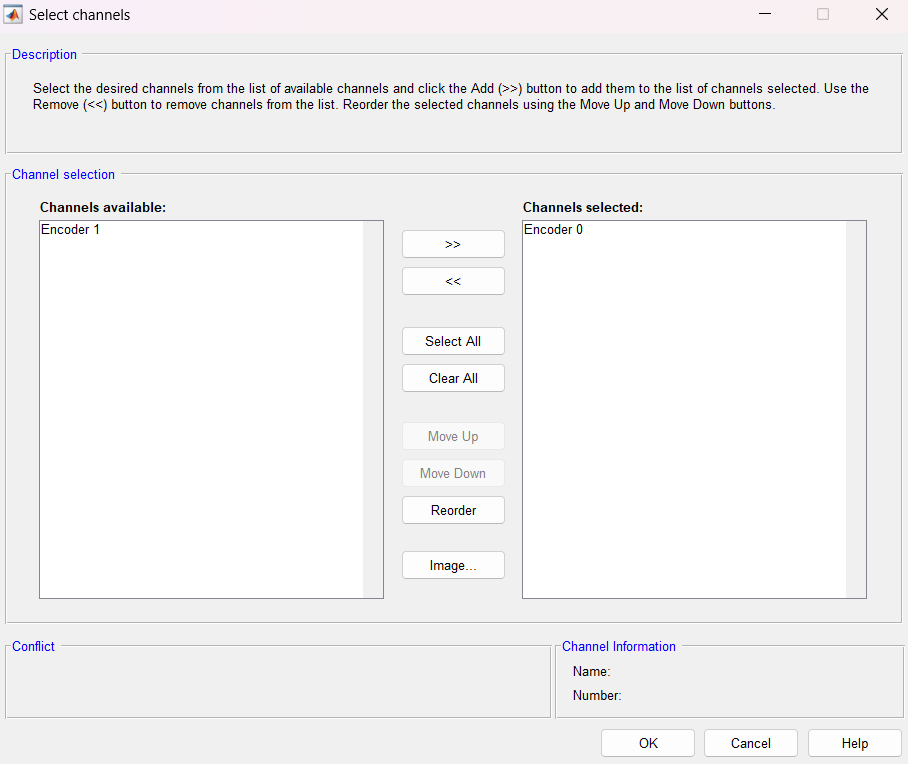 Select channels
Description
Select the desired channels from the list of available channels and click the Add (>>) button to add them to the list of channels selected. Use the
Remove (<<) button to remove channels from the list. Reorder the selected channels using the Move Up and Move Down buttons.
Channel selection
Channels available:
Encoder 1
>>
<<
Select All
Clear All
Move Up
Move Down
Reorder
Image...
Channels selected:
Encoder 0
Conflict
Channel Information
Name:
Number:
OK
Cancel
Help